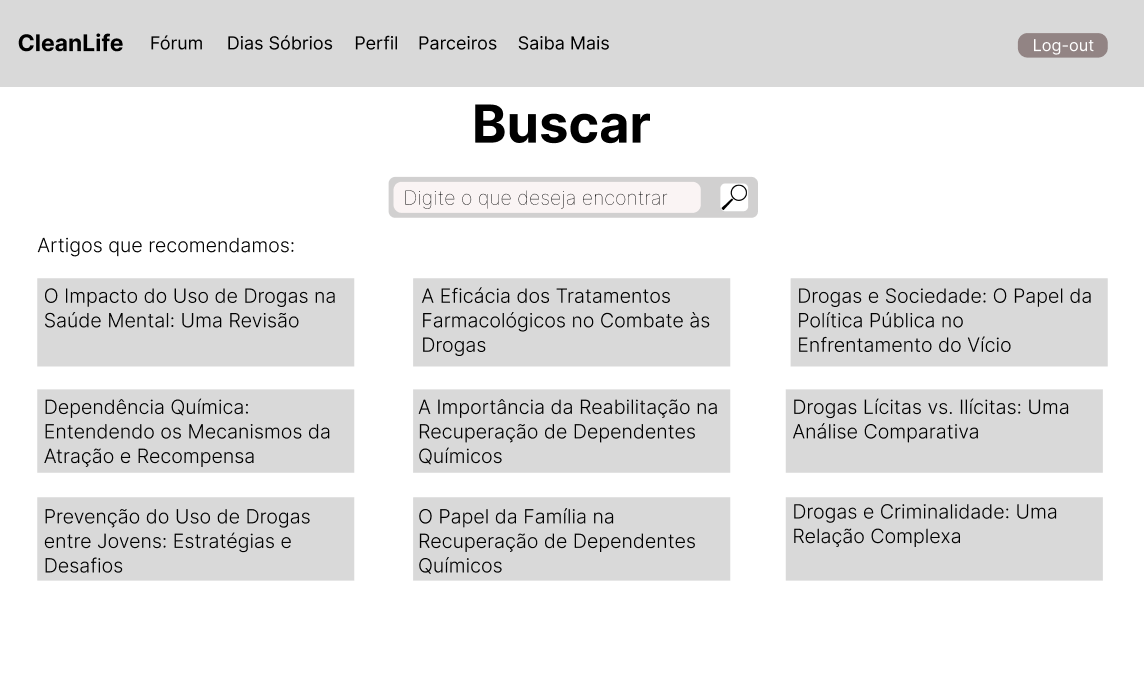 CleanLife Fórum Dias Sóbrios Perfil Parceiros Saiba Mais Log-out
Buscar
Digite o que deseja encontrar
Artigos que recomendamos:
O Impacto do Uso de Drogas na
Saúde Mental: Uma Revisão
A Eficácia dos Tratamentos
Farmacológicos no Combate às
Drogas
Drogas e Sociedade: O Papel da
Política Pública no
Enfrentamento do Vício
Dependência Química:
Entendendo os Mecanismos da
Atração e Recompensa
A Importância da Reabilitação na
Recuperação de Dependentes
Químicos
Drogas Lícitas vs. Ilícitas: Uma
Análise Comparativa
Prevenção do Uso de Drogas
entre Jovens: Estratégias e
Desafios
O Papel da Família na
Recuperação de Dependentes
Químicos
Drogas e Criminalidade: Uma
Relação Complexa